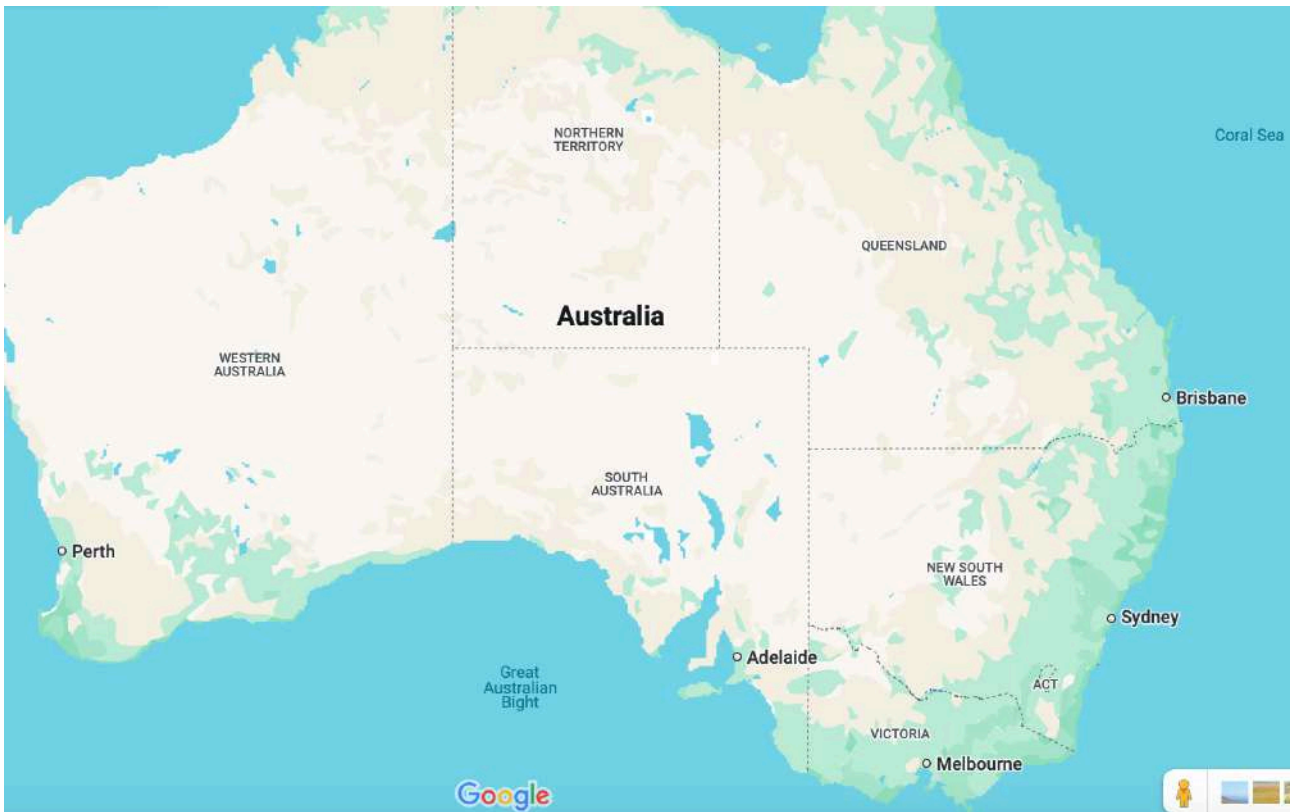 Coral Sea
NORTHERN
TERRITORY
QUEENSLAND
Australia
WESTERN
AUSTRALIA
Brisbane
SOUTH
AUSTRALIA
Perth
NEW SOUTH
WALES
Sydney
Adelaide
Great
Australian
Bight
ACT
VICTORIA
Melbourne
Google